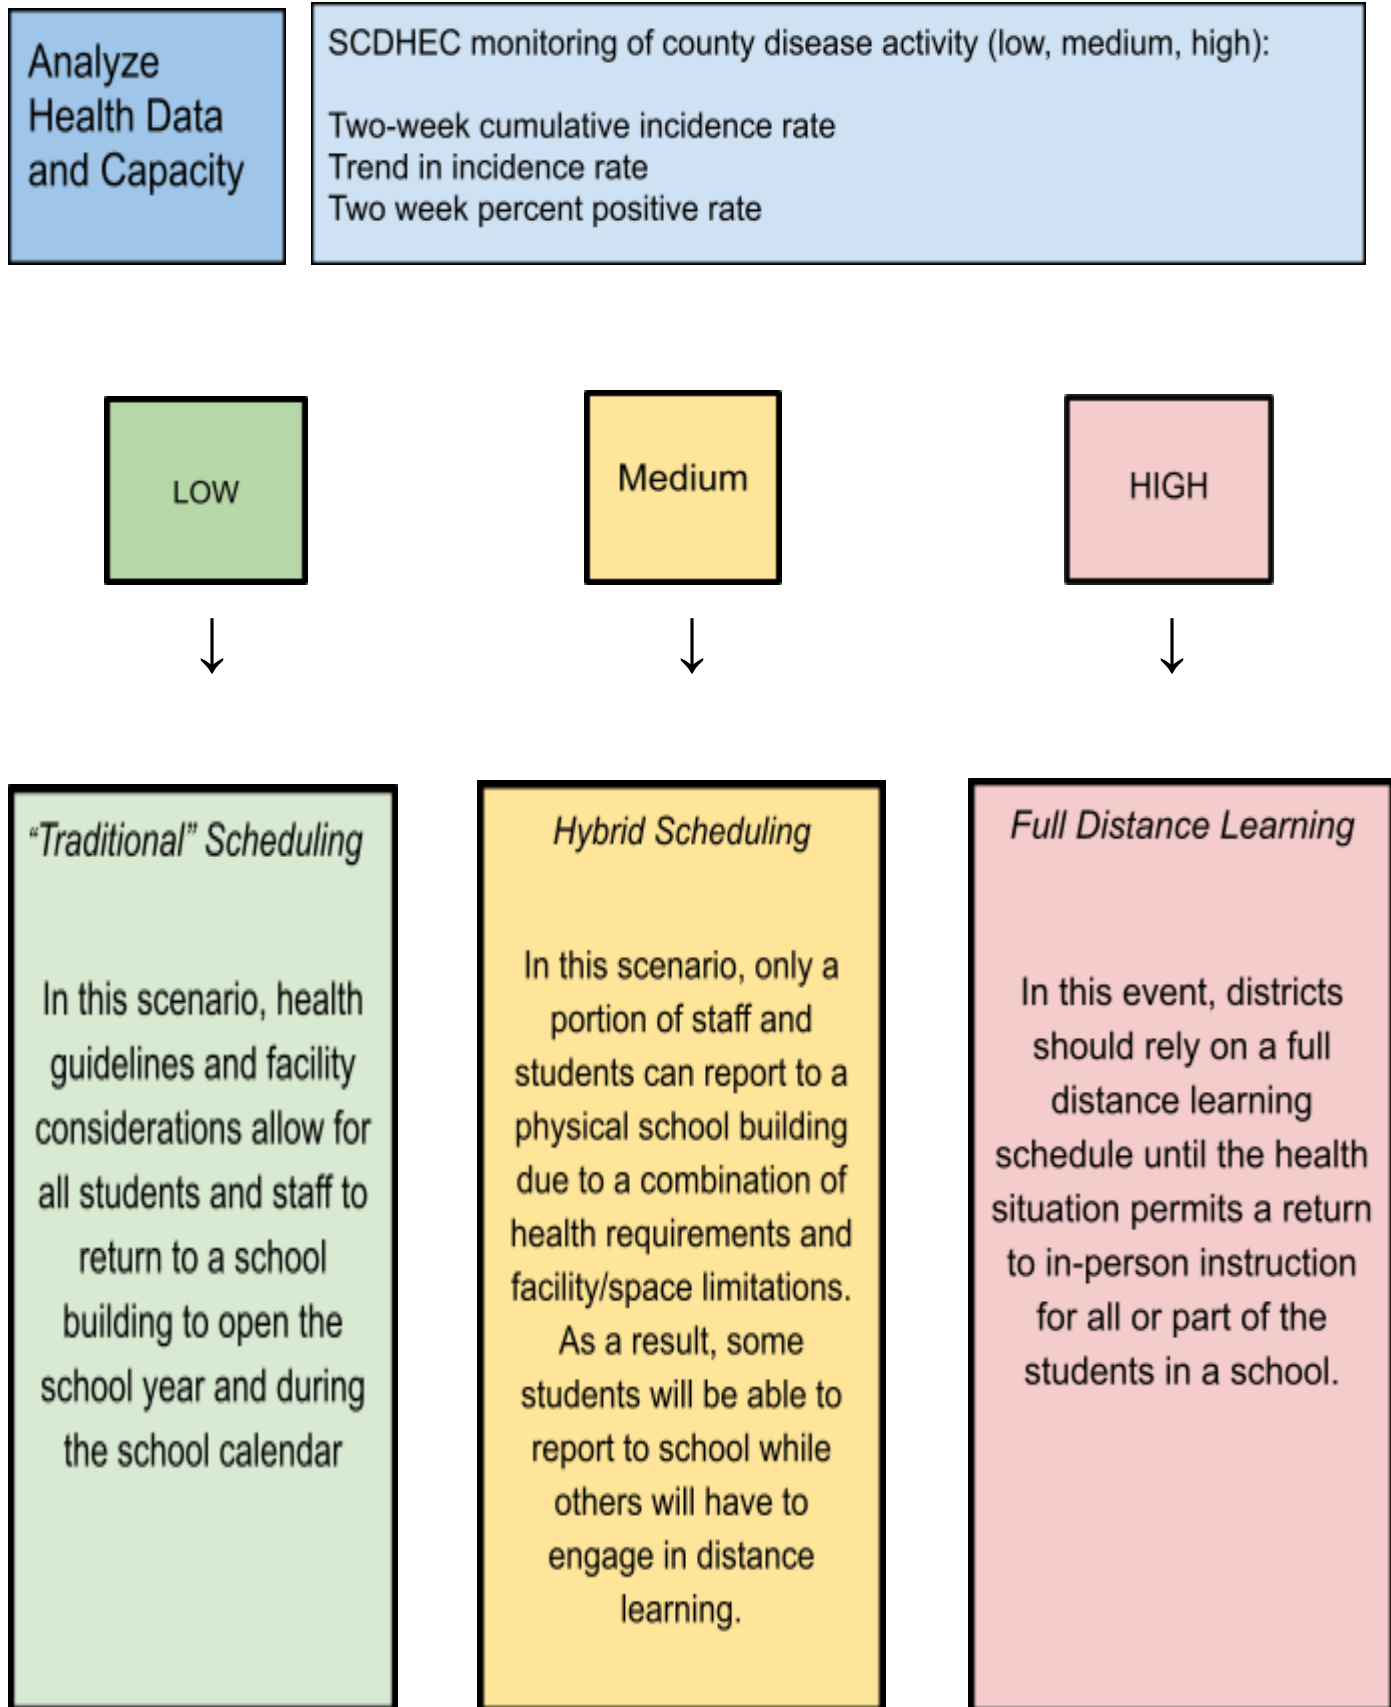 Analyze
Health Data
and Capacity
SCDHEC monitoring of county disease activity (low, medium, high):
Two-week cumulative incidence rate
Trend in incidence rate
Two week percent positive rate
LOW
Medium
HIGH
↓
↓
↓
“Traditional” Scheduling
In this scenario, health
guidelines and facility
considerations allow for
all students and staff to
return to a school
building to open the
school year and during
the school calendar
Hybrid Scheduling
In this scenario, only a
portion of staff and
students can report to a
physical school building
due to a combination of
health requirements and
facility/space limitations.
As a result, some
students will be able to
report to school while
others will have to
engage in distance
learning.
Full Distance Learning
In this event, districts
should rely on a full
distance learning
schedule until the health
situation permits a return
to in-person instruction
for all or part of the
students in a school.